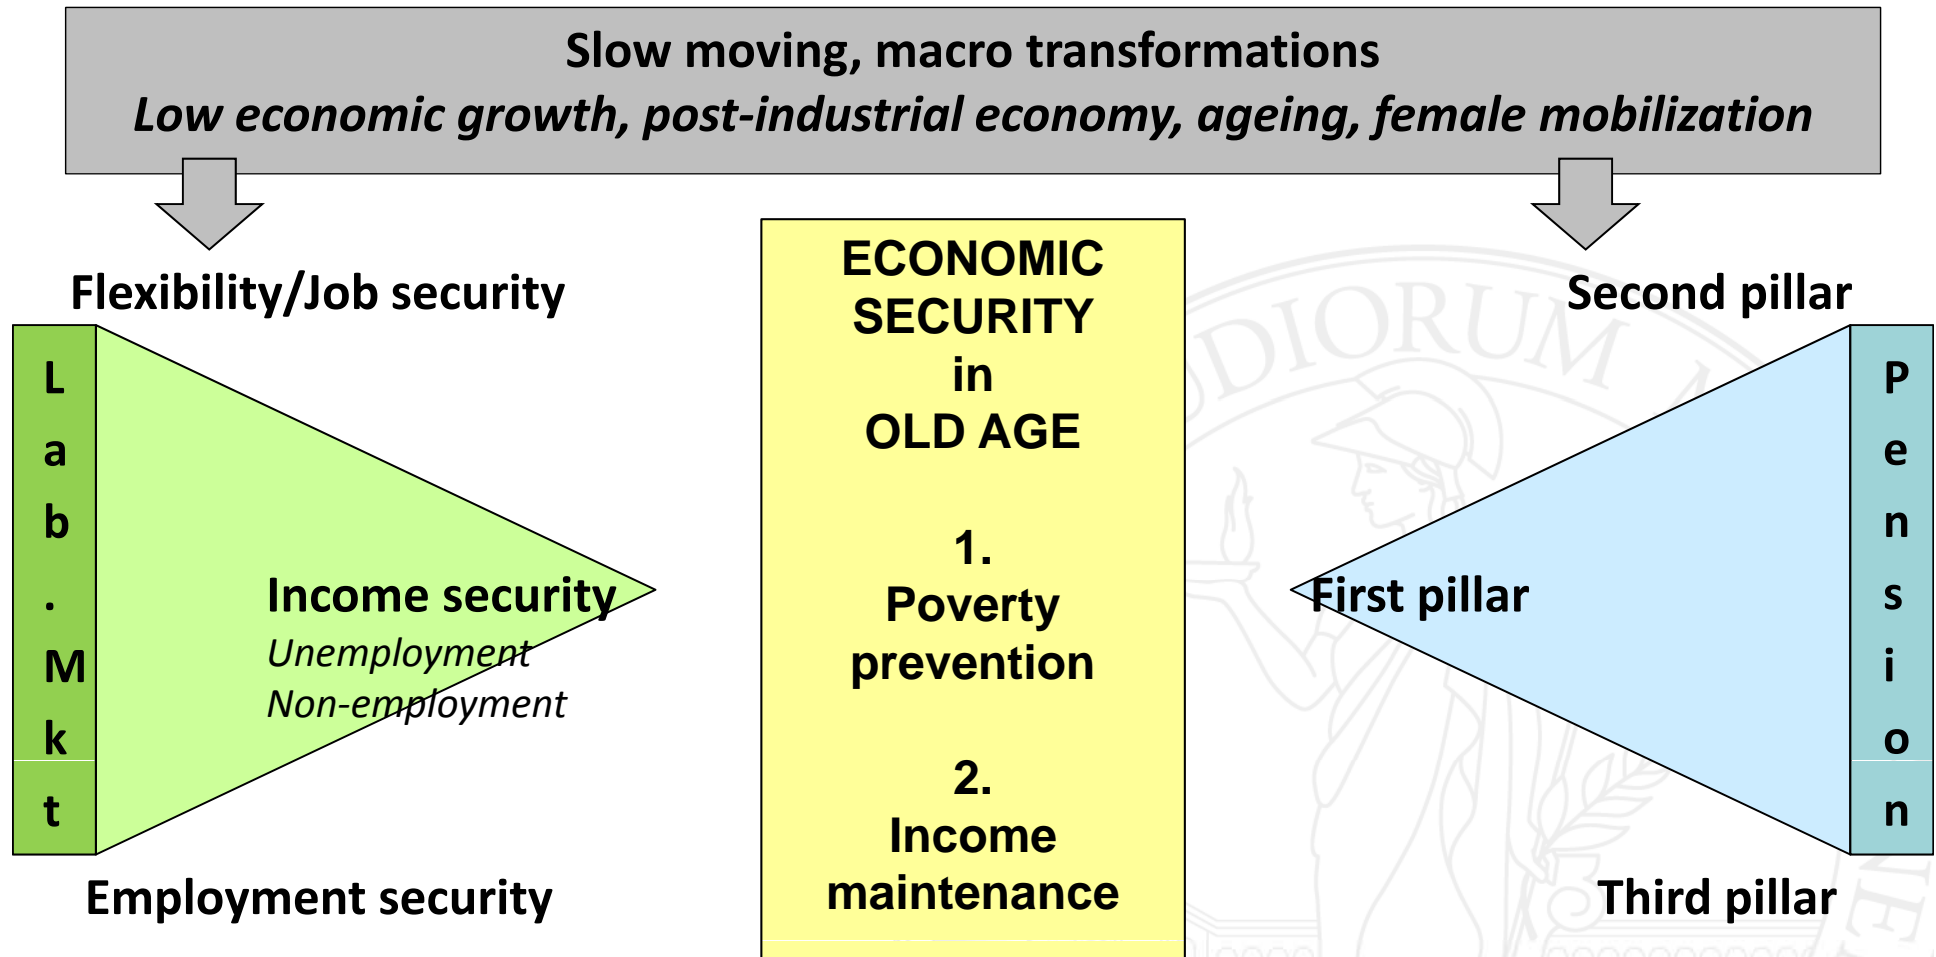 Slow moving, macro transformations
Low economic growth, post-industrial economy, ageing, female mobilization
Flexibility/Job security
L
a
b
.
M
k
t
Income security
Unemployment
Non-employment
Employment security
ECONOMIC
SECURITY
in
OLD AGE
1.
Poverty
prevention
2.
Income
maintenance
Second pillar
First pillar
Third pillar
P
e
n
s
i
o
n
DIORUM